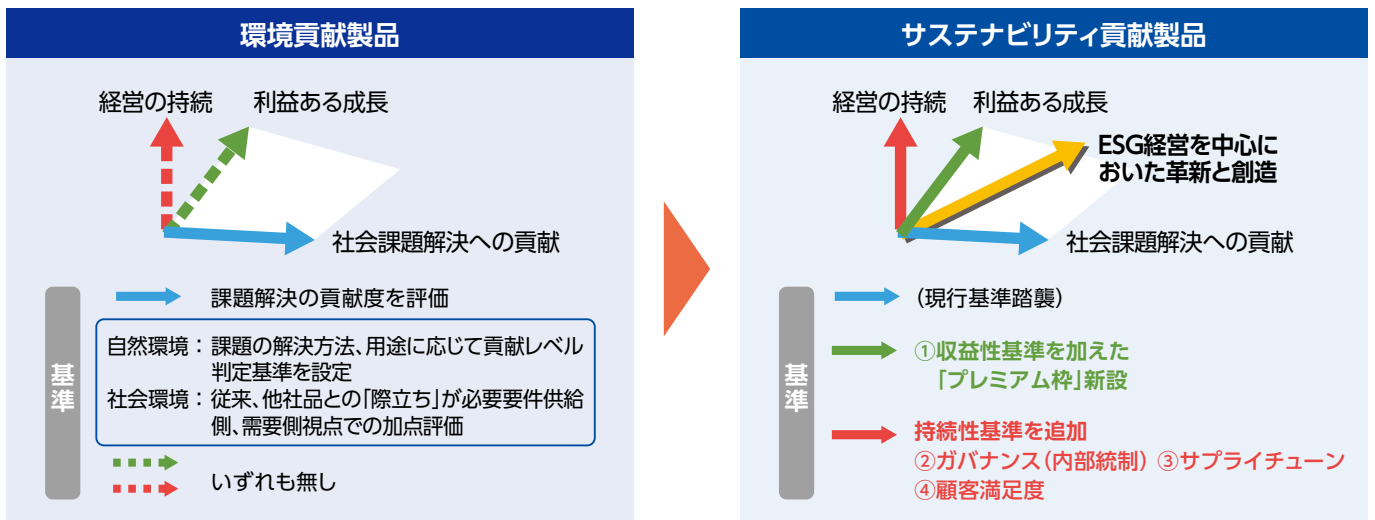 環境貢献製品
経営の持続
利益ある成長
社会課題解決への貢献
基準
課題解決の貢献度を評価
自然環境：課題の解決方法、用途に応じて貢献レベル
判定基準を設定
社会環境：従来、他社品との「際立ち」が必要要件供給
側、需要側視点での加点評価
いずれも無し
サステナビリティ貢献製品
経営の持続
利益ある成長
ESG経営を中心に
おいた革新と創造
社会課題解決への貢献
基準
（現行基準踏襲）
①収益性基準を加えた
「プレミアム枠」新設
持続性基準を追加
②ガバナンス（内部統制）③サプライチェーン
④顧客満足度